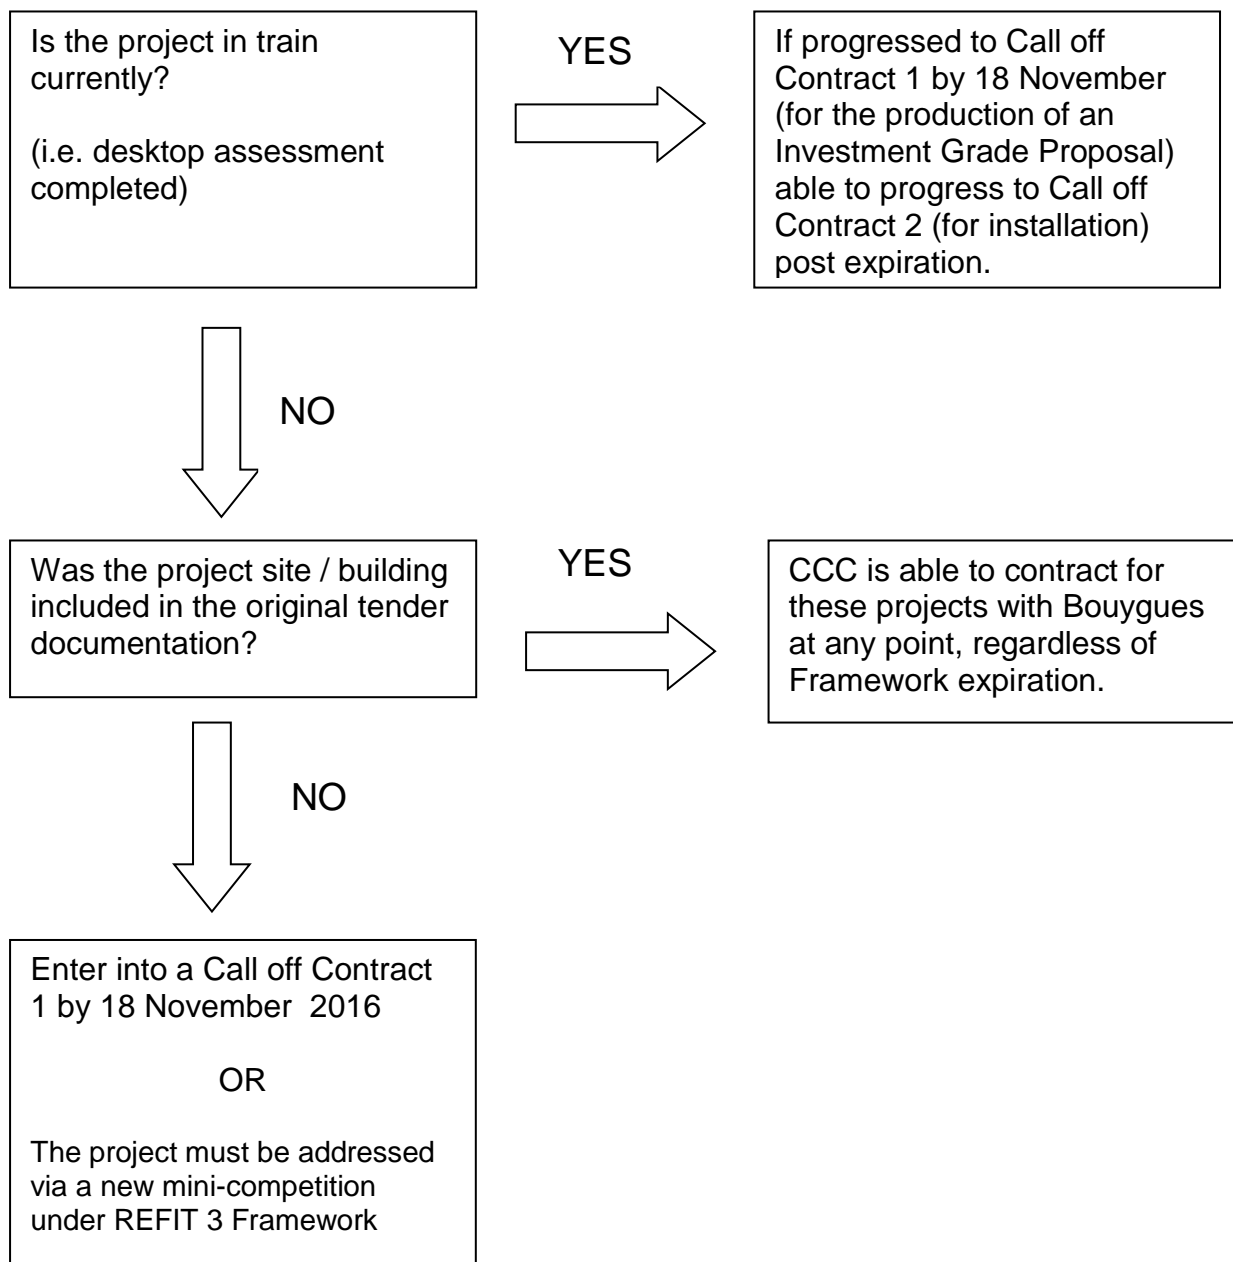 Is the project in train
currently?
(i.e. desktop assessment
completed)
YES
If progressed to Call off
Contract 1 by 18 November
(for the production of an
Investment Grade Proposal)
able to progress to Call off
Contract 2 (for installation)
post expiration.
NO
Was the project site / building
included in the original tender
documentation?
YES
CCC is able to contract for
these projects with Bouygues
at any point, regardless of
Framework expiration.
NO
Enter into a Call off Contract
1 by 18 November  2016
OR
The project must be addressed
via a new mini-competition
under REFIT 3 Framework